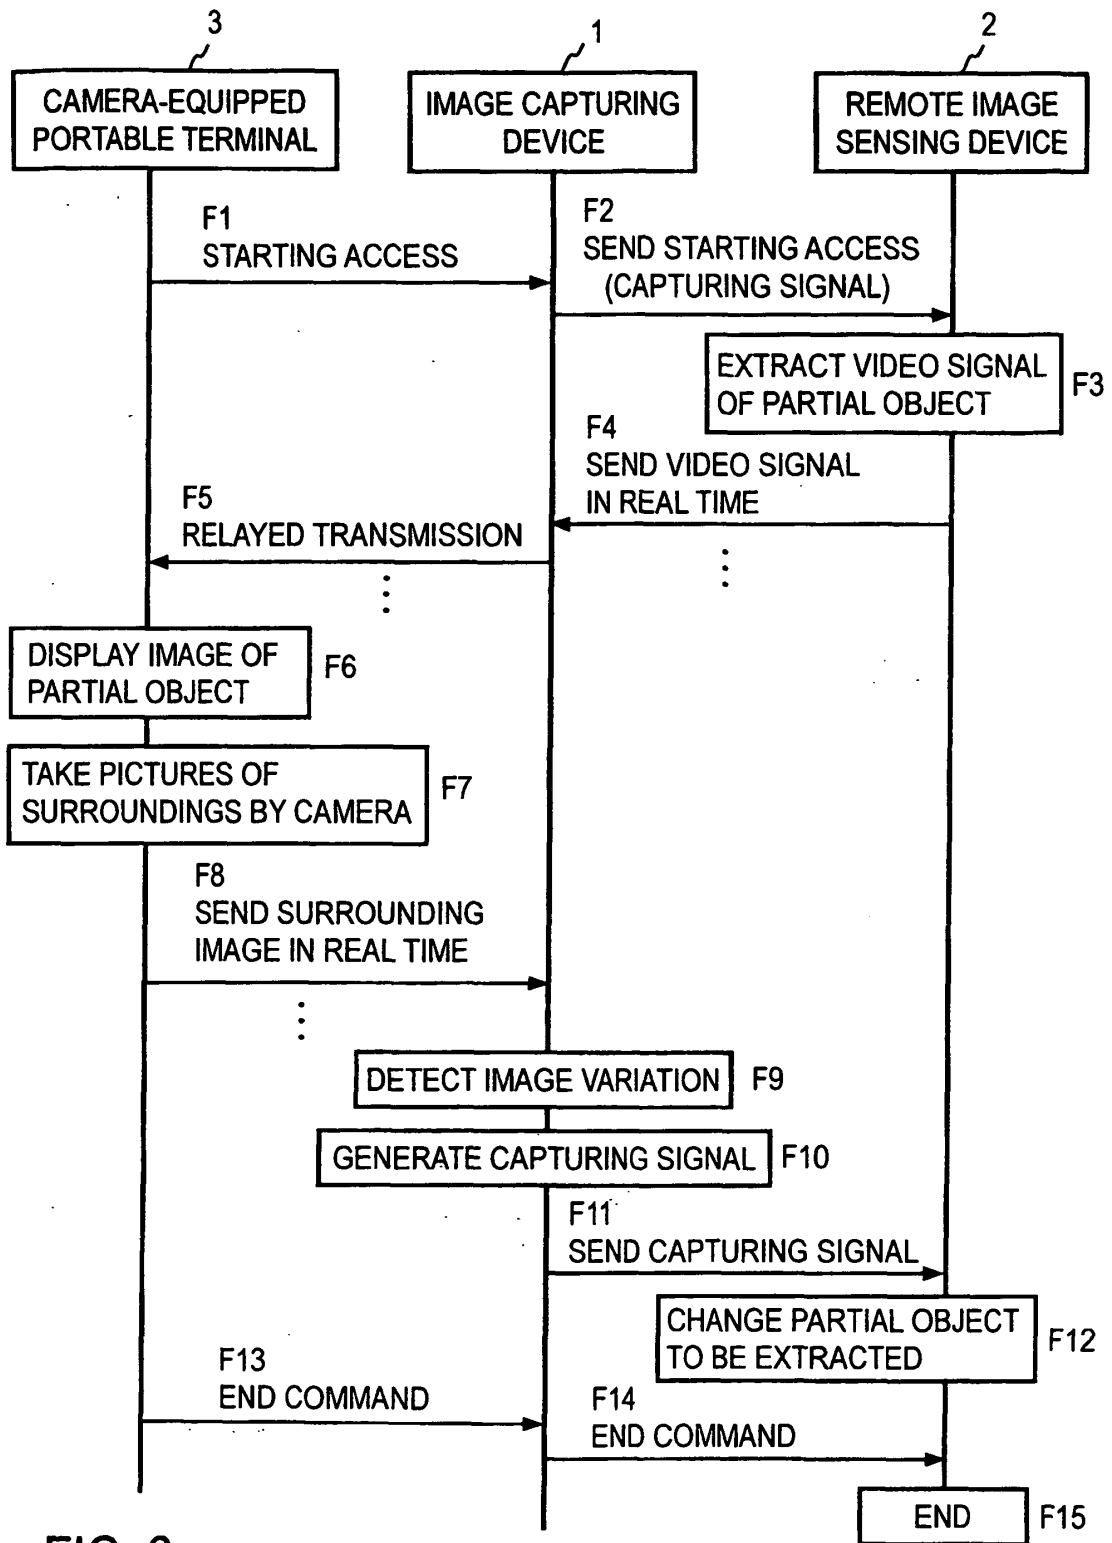 3
1
2
CAMERA-EQUIPPED
PORTABLE TERMINAL
IMAGE CAPTURING
DEVICE
REMOTE IMAGE
SENSING DEVICE
F1
STARTING ACCESS
F2
SEND STARTING ACCESS
(CAPTURING SIGNAL)
EXTRACT VIDEO SIGNAL
OF PARTIAL OBJECT
F3
F4
SEND VIDEO SIGNAL
IN REAL TIME
F5
RELAYED TRANSMISSION
DISPLAY IMAGE OF
PARTIAL OBJECT
F6
TAKE PICTURES OF
SURROUNDINGS BY CAMERA
F7
F8
SEND SURROUNDING
IMAGE IN REAL TIME
DETECT IMAGE VARIATION
F9
GENERATE CAPTURING SIGNAL
F10
F11
SEND CAPTURING SIGNAL
CHANGE PARTIAL OBJECT
TO BE EXTRACTED
F12
F13
END COMMAND
F14
END COMMAND
END
F15